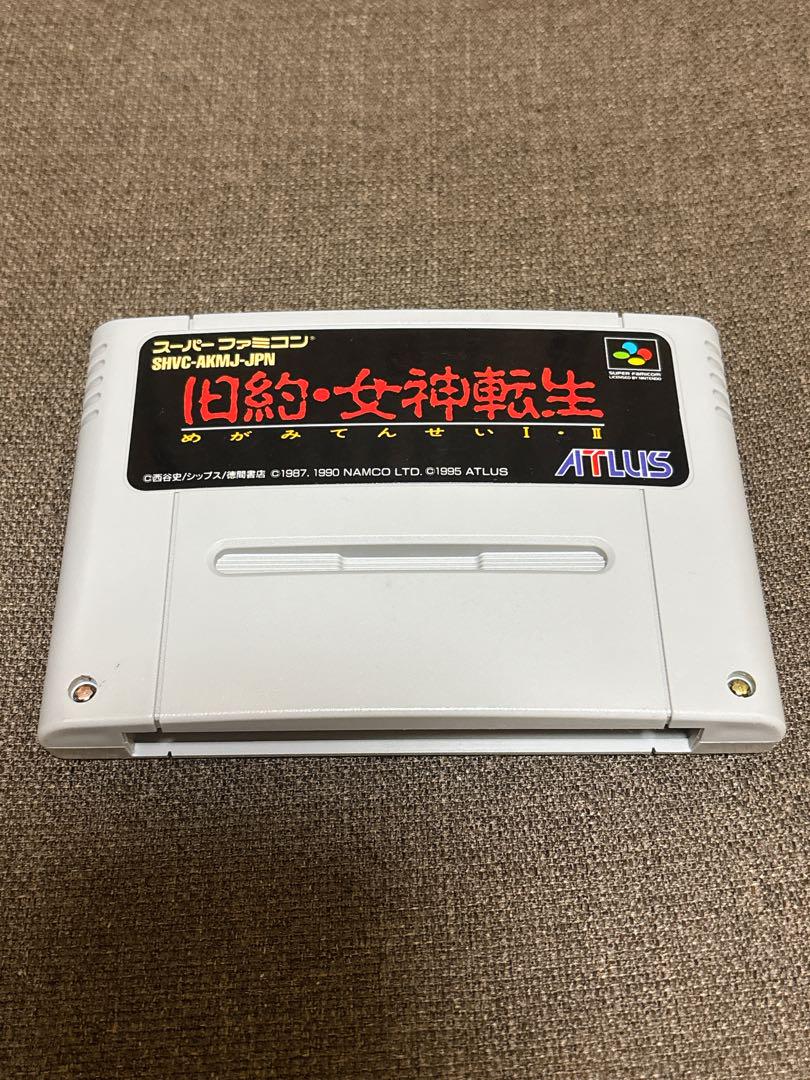 スーパーファミコン®
SHVC-AKMJ-JPN
旧約・女神転生
めがみてんせいⅠ・Ⅱ
SUPER FAMICOM
LICENSED BY NINTENDO
©西谷史/シップス/徳間書店 ©1987, 1990 NAMCO LTD. ©1995 ATLUS
ATLUS